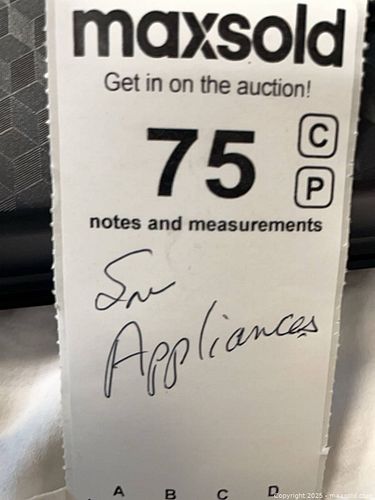 maxsold
Get in on the auction!
75
C
P
notes and measurements
Sm
Appliances
A B C D
Copyright 2025 - maxsold.com